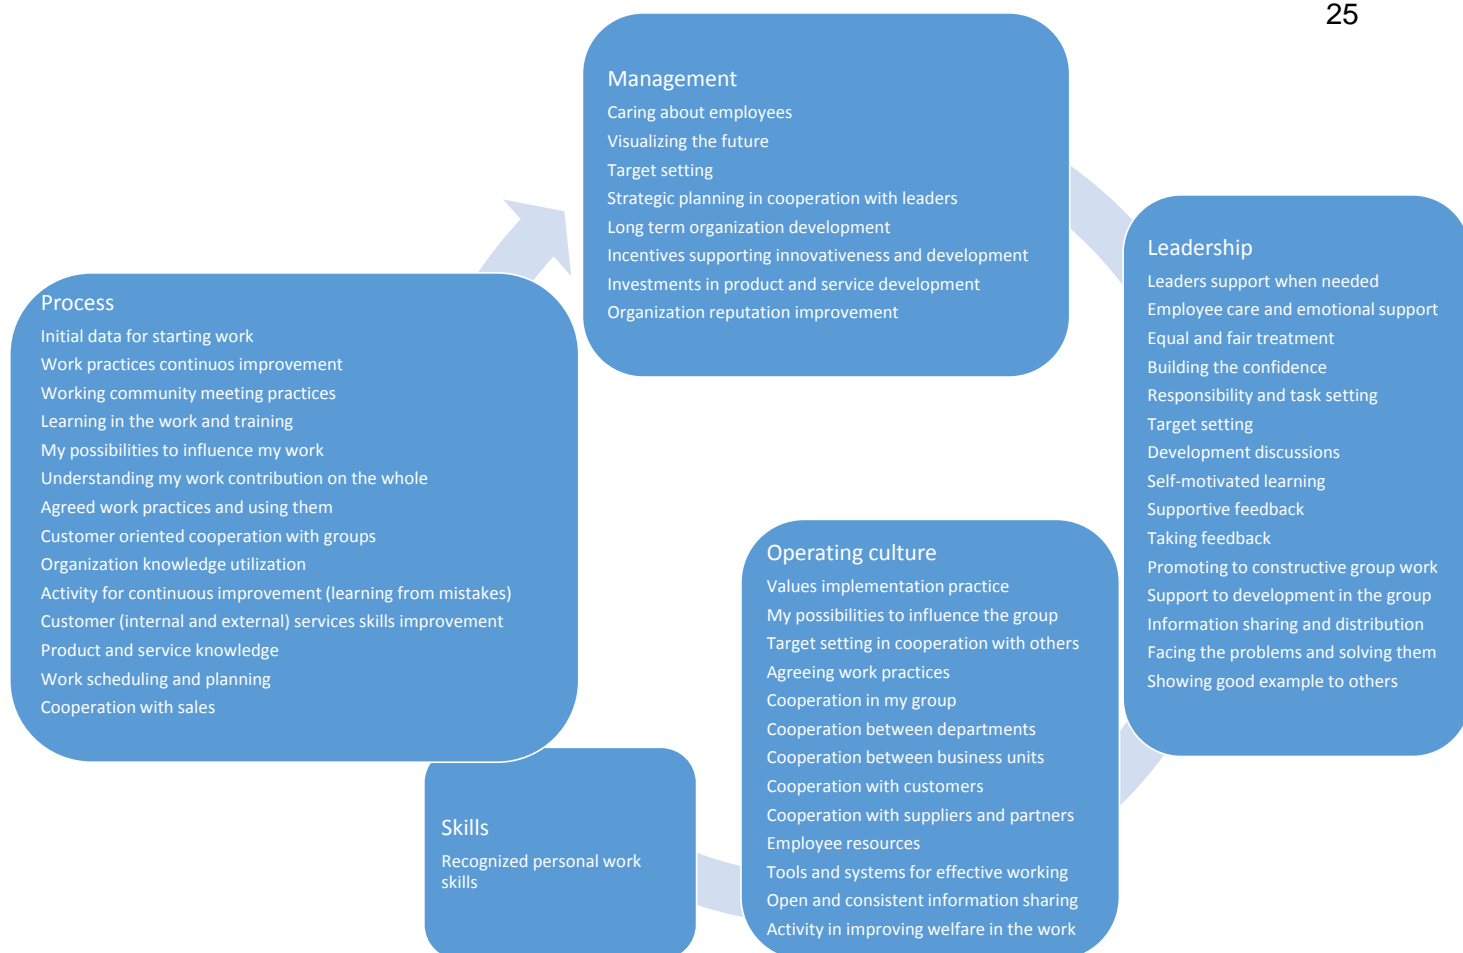 25
Management
Caring about employees
Visualizing the future
Target setting
Strategic planning in cooperation with leaders
Long term organization development
Incentives supporting innovativeness and development
Investments in product and service development
Organization reputation improvement
Leadership
Leaders support when needed
Employee care and emotional support
Equal and fair treatment
Building the confidence
Responsibility and task setting
Target setting
Development discussions
Self-motivated learning
Supportive feedback
Taking feedback
Promoting to constructive group work
Support to development in the group
Information sharing and distribution
Facing the problems and solving them
Showing good example to others
Operating culture
Values implementation practice
My possibilities to influence the group
Target setting in cooperation with others
Agreeing work practices
Cooperation in my group
Cooperation between departments
Cooperation between business units
Cooperation with customers
Cooperation with suppliers and partners
Employee resources
Tools and systems for effective working
Open and consistent information sharing
Activity in improving welfare in the work
Skills
Recognized personal work
skills
Process
Initial data for starting work
Work practices continuos improvement
Working community meeting practices
Learning in the work and training
My possibilities to influence my work
Understanding my work contribution on the whole
Agreed work practices and using them
Customer oriented cooperation with groups
Organization knowledge utilization
Activity for continuous improvement (learning from mistakes)
Customer (internal and external) services skills improvement
Product and service knowledge
Work scheduling and planning
Cooperation with sales